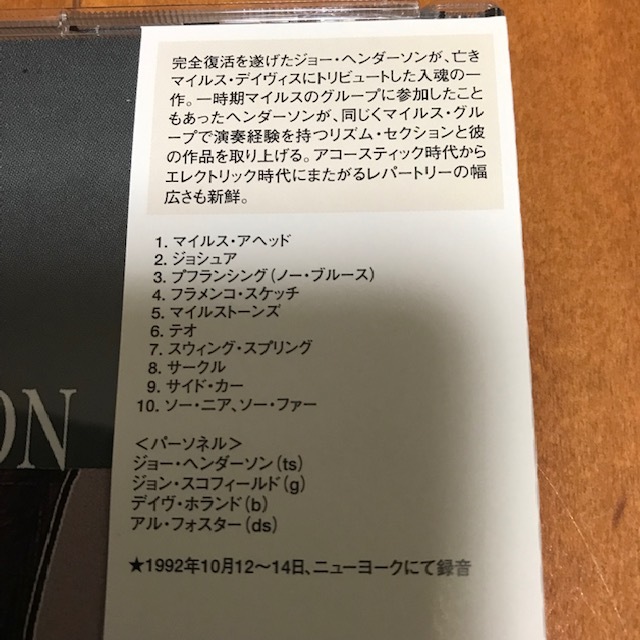 完全復活を遂げたジョー・ヘンダーソンが、亡き
マイルス・デイヴィスにトリビュートした入魂の一
作。一時期マイルスのグループに参加したこと
もあったヘンダーソンが、同じくマイルス・グルー
プで演奏経験を持つリズム・セクションと彼
の作品を取り上げる。アコースティック時代から
エレクトリック時代にまたがるレパートリーの幅
広さも新鮮。
1. マイルス・アヘッド
2. ジョシュア
3. プフランシング(ノー・ブルース)
4. フラメンコ・スケッチ
5. マイルストーンズ
6. テオ
7. スウィング・スプリング
8. サークル
9. サイド・カー
10. ソー・ニア、ソー・ファー
<パーソネル>
ジョー・ヘンダーソン(ts)
ジョン・スコフィールド(g)
デイヴ・ホランド(b)
アル・フォスター(ds)
★1992年10月12〜14日、ニューヨークにて録音
ON